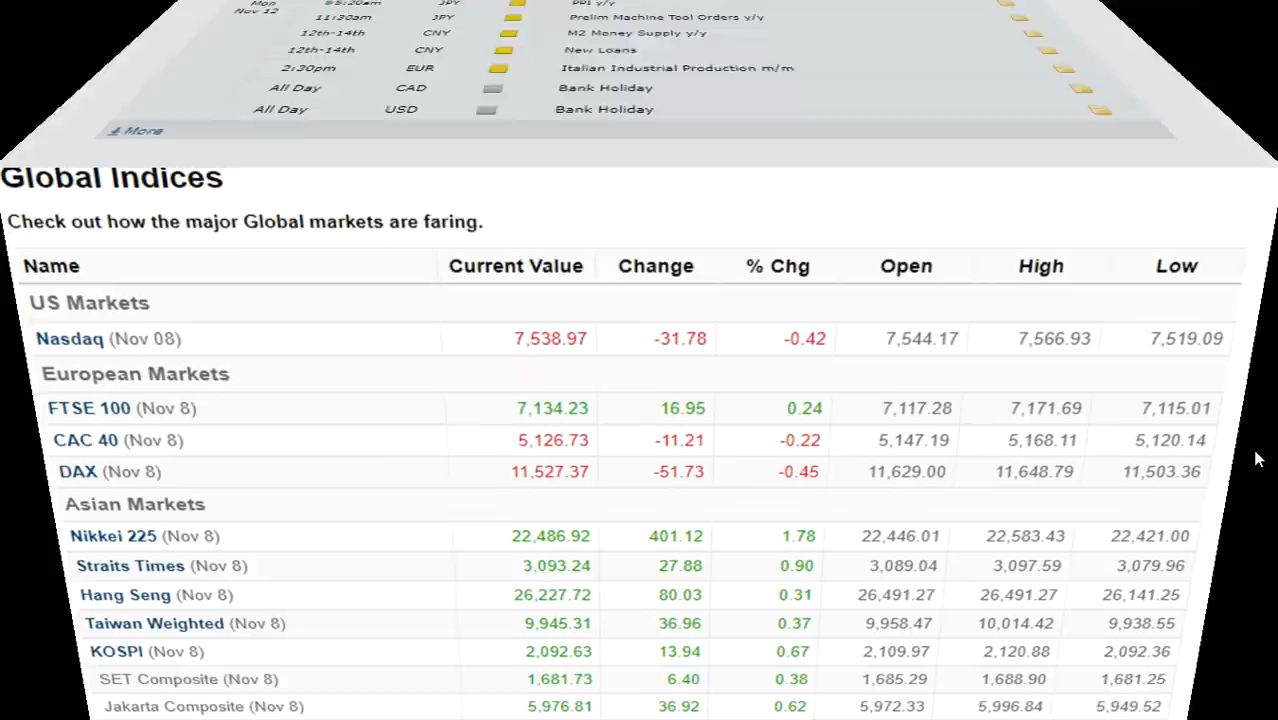 Mon 5:20am JPY PPI y/y
Nov 12
11:30am JPY Prelim Machine Tool Orders y/y
12th-14th CNY M2 Money Supply y/y
12th-14th CNY New Loans
2:30pm EUR Italian Industrial Production m/m
All Day CAD Bank Holiday
All Day USD Bank Holiday
More
Global Indices
Check out how the major Global markets are faring.
Name Current Value Change % Chg Open High Low
US Markets
Nasdaq (Nov 08) 7,538.97 -31.78 -0.42 7,544.17 7,566.93 7,519.09
European Markets
FTSE 100 (Nov 8) 7,134.23 16.95 0.24 7,117.28 7,171.69 7,115.01
CAC 40 (Nov 8) 5,126.73 -11.21 -0.22 5,147.19 5,168.11 5,120.14
DAX (Nov 8) 11,527.37 -51.73 -0.45 11,629.00 11,648.79 11,503.36
Asian Markets
Nikkei 225 (Nov 8) 22,486.92 401.12 1.78 22,446.01 22,583.43 22,421.00
Straits Times (Nov 8) 3,093.24 27.88 0.90 3,089.04 3,097.59 3,079.96
Hang Seng (Nov 8) 26,227.72 80.03 0.31 26,491.27 26,491.27 26,141.25
Taiwan Weighted (Nov 8) 9,945.31 36.96 0.37 9,958.47 10,014.42 9,938.55
KOSPI (Nov 8) 2,092.63 13.94 0.67 2,109.97 2,120.88 2,092.36
SET Composite (Nov 8) 1,681.73 6.40 0.38 1,685.29 1,688.90 1,681.25
Jakarta Composite (Nov 8) 5,976.81 36.92 0.62 5,972.33 5,996.84 5,949.52